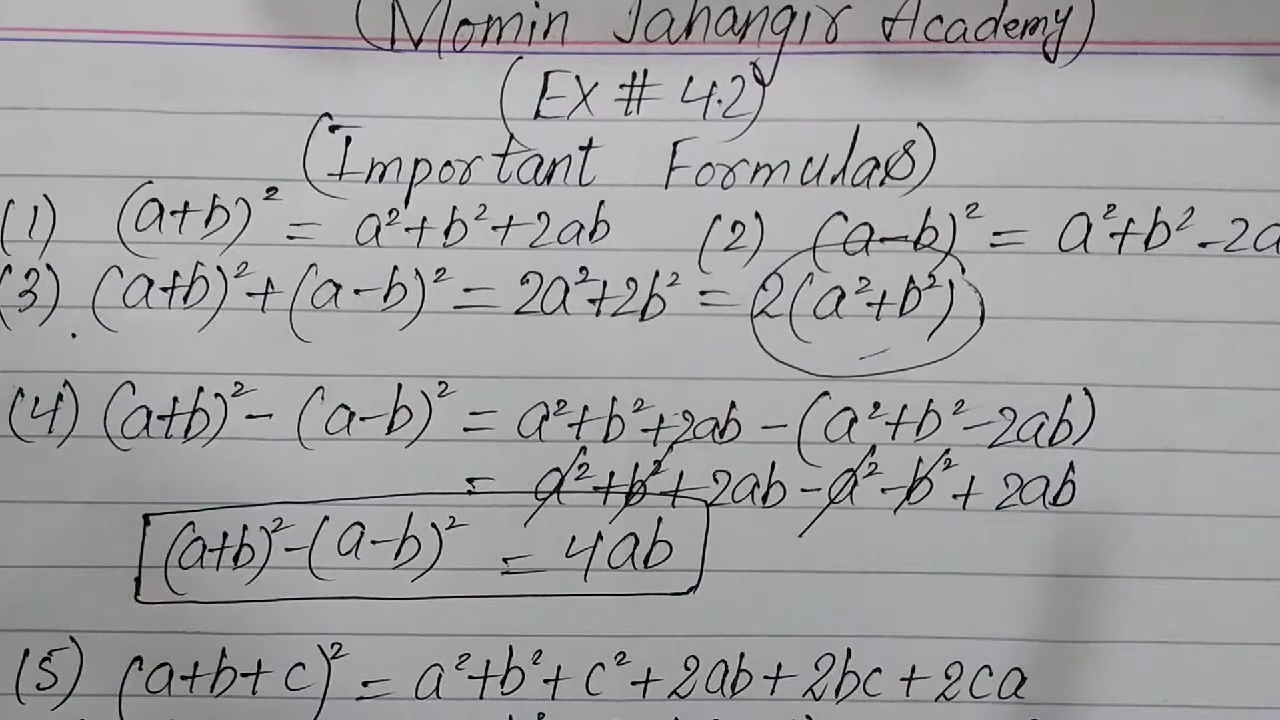 (Momin Jahangir Academy)
(EX # 4.2)
(Important Formulas)
(1) (a+b)² = a²+b²+2ab (2) (a-b)² = a²+b²-2a
(3) (a+b)²+(a-b)² = 2a²+2b² = 2(a²+b²)
(4) (a+b)²- (a-b)² = a²+b²+2ab-(a²+b²-2ab)
= a²+b²+2ab-a²-b²+2ab
(a+b)²-(a-b)² = 4ab
(5) (a+b+c)² = a²+b²+c²+2ab+2bc+2ca